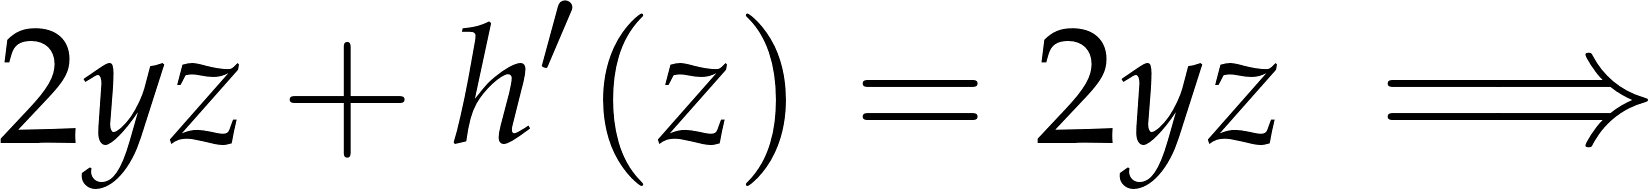 2yz + h′(z) = 2yz ⟹